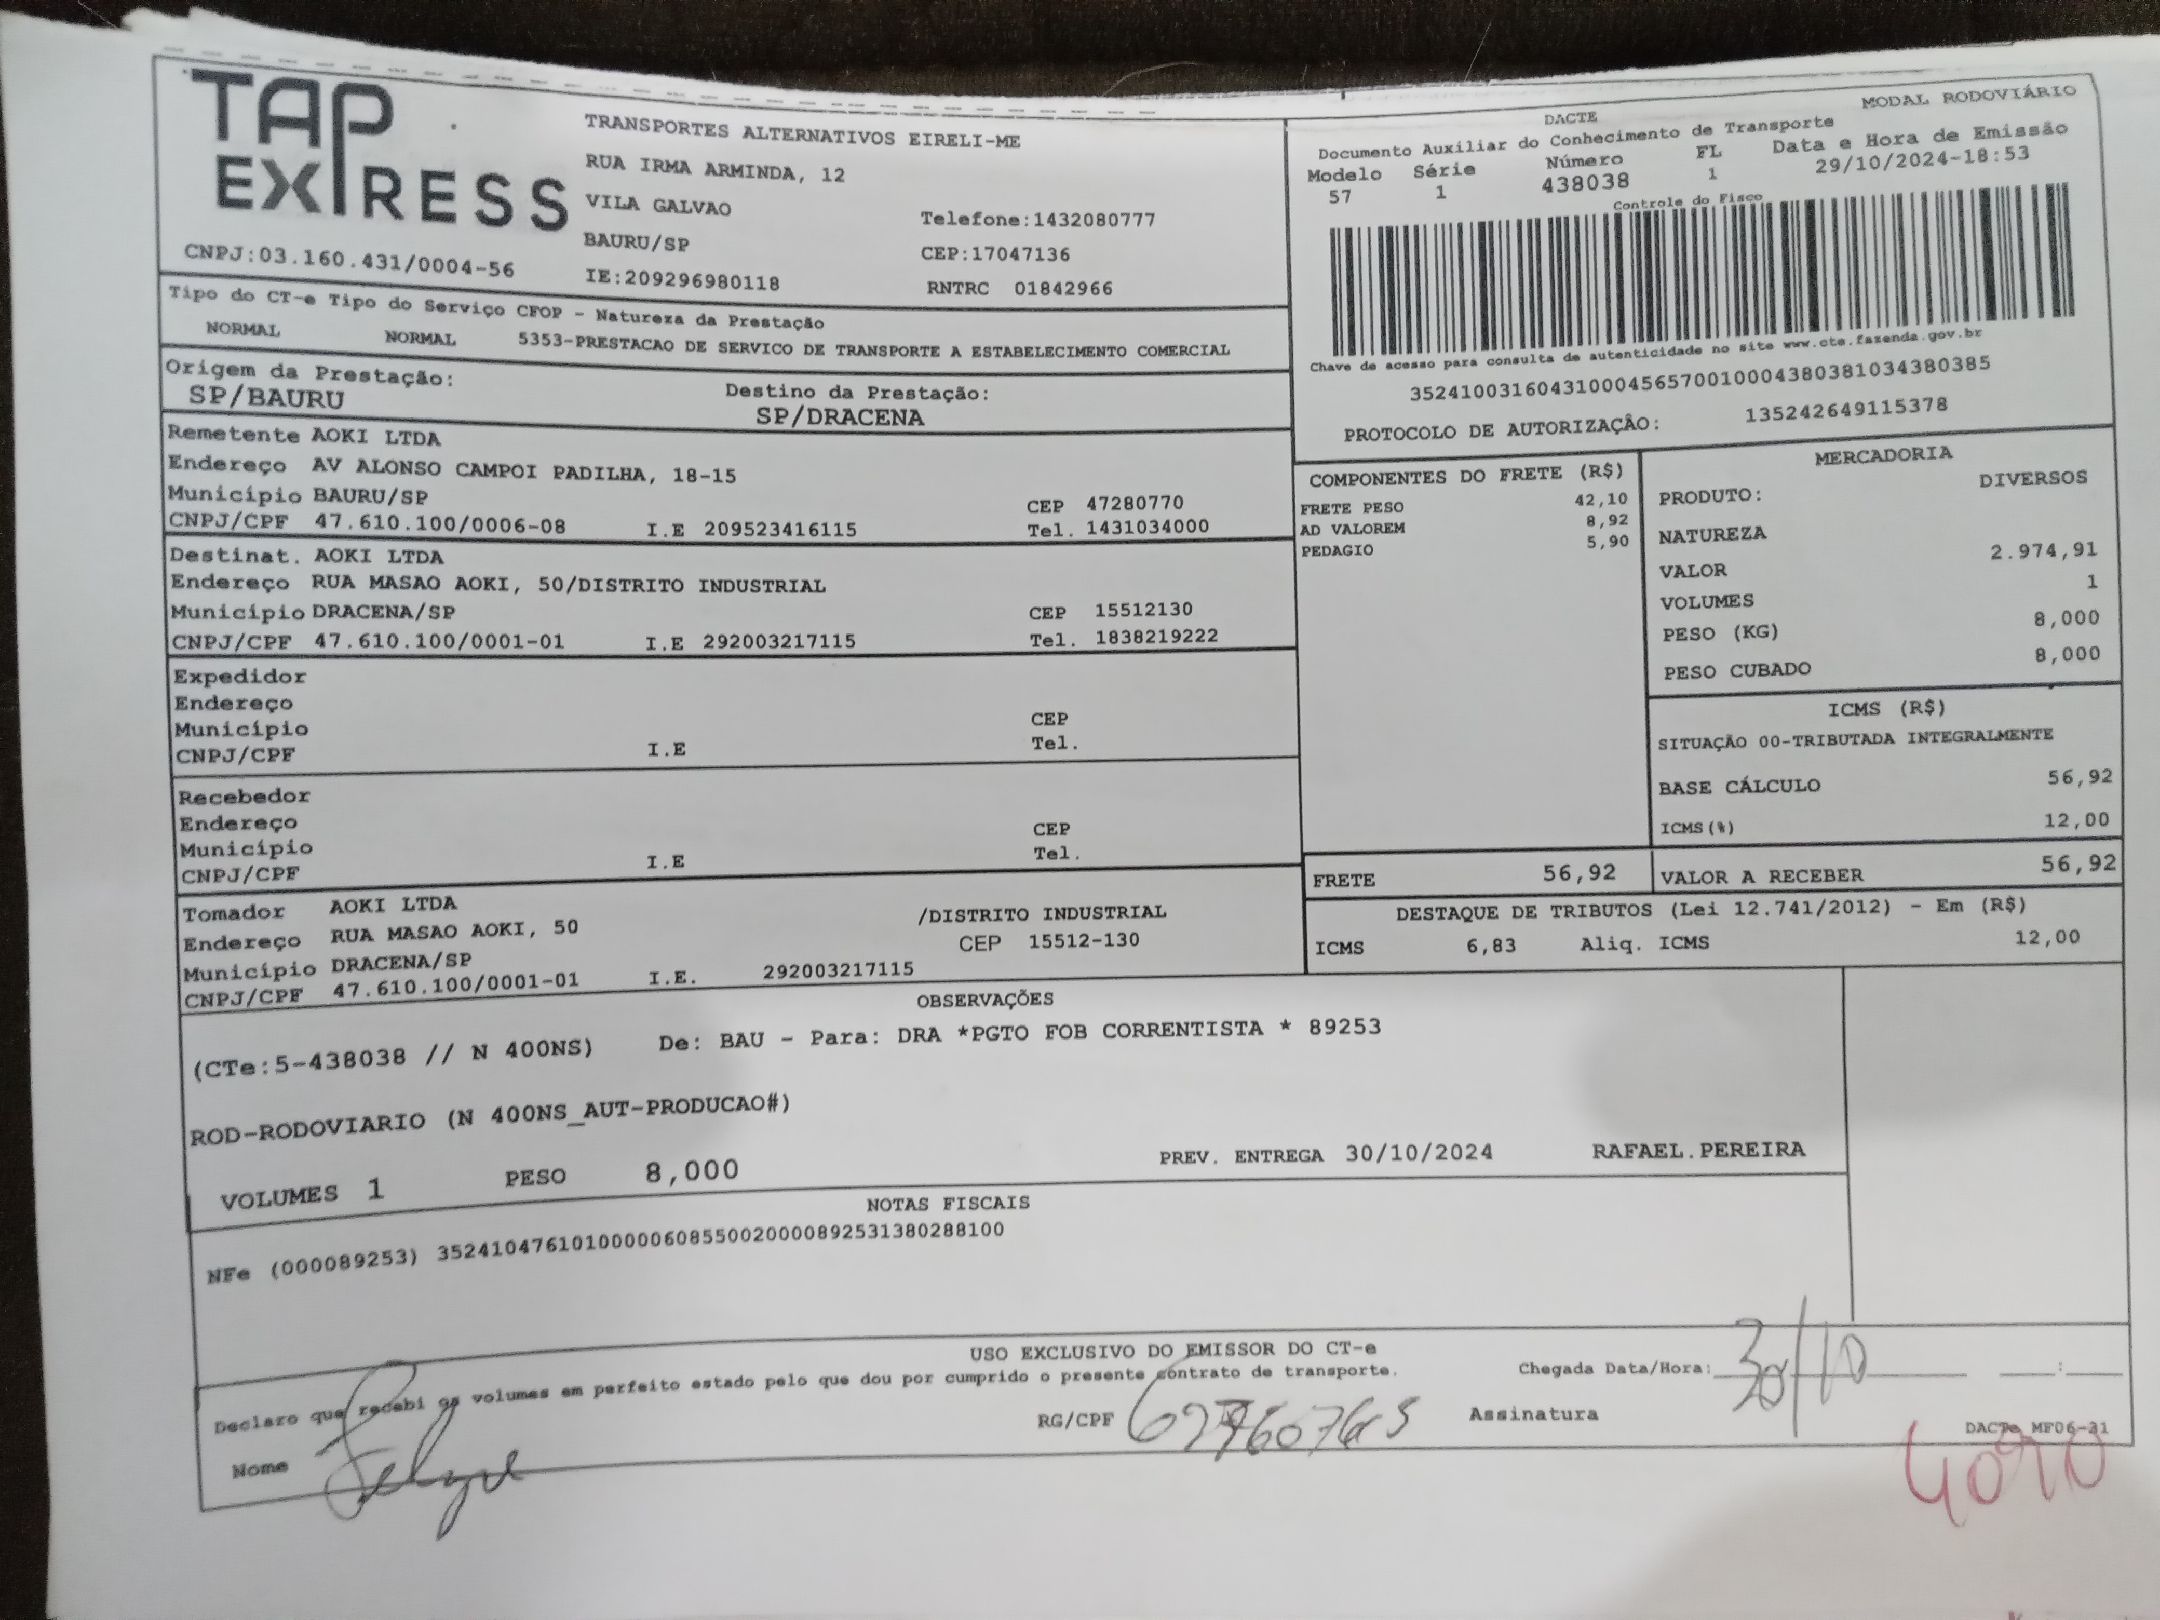 TAP EXPRESS
TRANSPORTES ALTERNATIVOS EIRELI-ME
RUA IRMA ARMINDA, 12
VILA GALVAO
Telefone:1432080777
BAURU/SP
CEP:17047136
CNPJ:03.160.431/0004-56
IE:209296980118
RNTRC 01842966
DACTE
MODAL RODOVIÁRIO
Documento Auxiliar do Conhecimento de Transporte
Modelo Série Número FL Data e Hora de Emissão
57 1 438038 1 29/10/2024-18:53
Controle do Fisco
Chave de acesso para consulta de autenticidade no site www.cte.fazenda.gov.br
35241003160431000456570010004380381034380385
PROTOCOLO DE AUTORIZAÇÃO: 135242649115378
Tipo do CT-e Tipo do Serviço CFOP - Natureza da Prestação
NORMAL NORMAL 5353-PRESTACAO DE SERVICO DE TRANSPORTE A ESTABELECIMENTO COMERCIAL
Origem da Prestação: Destino da Prestação:
SP/BAURU SP/DRACENA
Remetente AOKI LTDA
Endereço AV ALONSO CAMPOI PADILHA, 18-15
Município BAURU/SP CEP 47280770
CNPJ/CPF 47.610.100/0006-08 I.E 209523416115 Tel. 1431034000
Destinat. AOKI LTDA
Endereço RUA MASAO AOKI, 50/DISTRITO INDUSTRIAL
Município DRACENA/SP CEP 15512130
CNPJ/CPF 47.610.100/0001-01 I.E 292003217115 Tel. 1838219222
Expedidor
Endereço
Município CEP
CNPJ/CPF I.E Tel.
Recebedor
Endereço
Município CEP
CNPJ/CPF I.E Tel.
Tomador AOKI LTDA
Endereço RUA MASAO AOKI, 50 /DISTRITO INDUSTRIAL
Município DRACENA/SP CEP 15512-130
CNPJ/CPF 47.610.100/0001-01 I.E. 292003217115
COMPONENTES DO FRETE (R$)
FRETE PESO 42,10
AD VALOREM 8,92
PEDAGIO 5,90
MERCADORIA
PRODUTO: DIVERSOS
NATUREZA
VALOR 2.974,91
VOLUMES 1
PESO (KG) 8,000
PESO CUBADO 8,000
ICMS (R$)
SITUAÇÃO 00-TRIBUTADA INTEGRALMENTE
BASE CÁLCULO 56,92
ICMS(%) 12,00
FRETE 56,92 VALOR A RECEBER 56,92
DESTAQUE DE TRIBUTOS (Lei 12.741/2012) - Em (R$)
ICMS 6,83 Aliq. ICMS 12,00
OBSERVAÇÕES
(CTe:5-438038 // N 400NS) De: BAU - Para: DRA *PGTO FOB CORRENTISTA * 89253
ROD-RODOVIARIO (N 400NS_AUT-PRODUCAO#)
VOLUMES 1 PESO 8,000 PREV. ENTREGA 30/10/2024 RAFAEL.PEREIRA
NOTAS FISCAIS
NFe (000089253) 35241047610100000608550020000892531380288100
USO EXCLUSIVO DO EMISSOR DO CT-e
Declaro que recebi os volumes em perfeito estado pelo que dou por cumprido o presente contrato de transporte.
Chegada Data/Hora: 30/10 :
Nome RG/CPF Assinatura
DACTe MF06-21